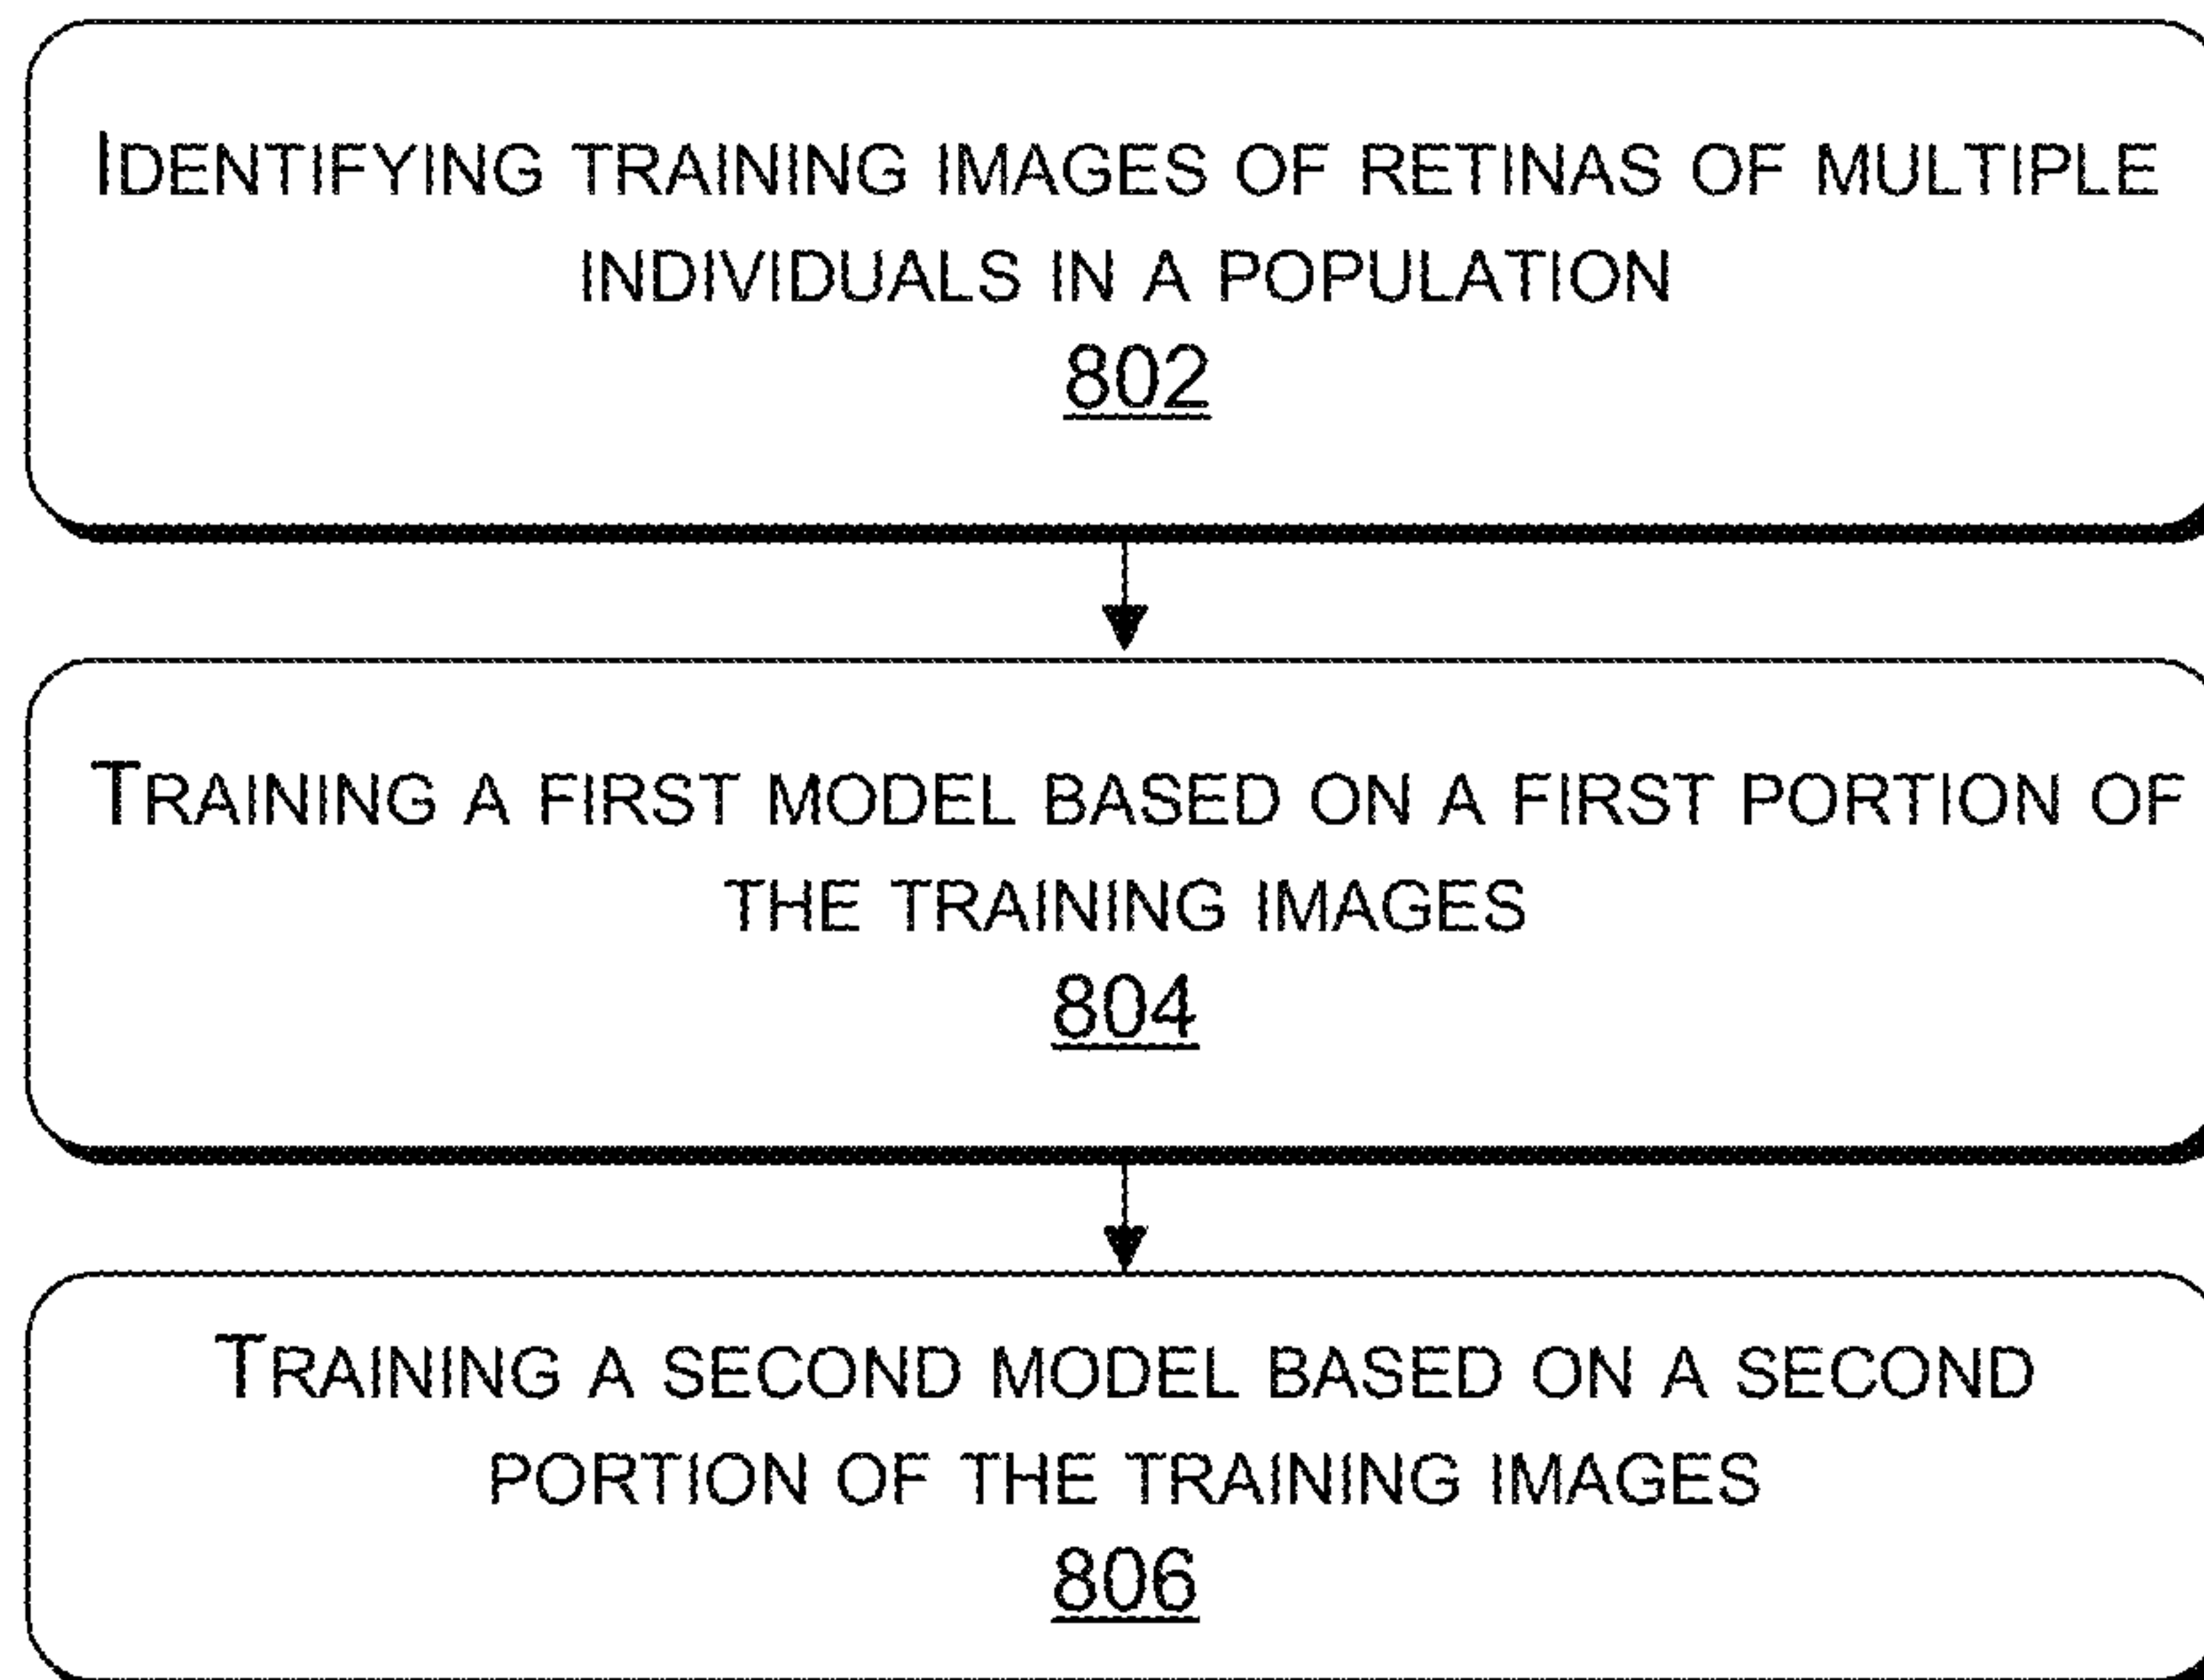 IDENTIFYING TRAINING IMAGES OF RETINAS OF MULTIPLE
INDIVIDUALS IN A POPULATION
802
TRAINING A FIRST MODEL BASED ON A FIRST PORTION OF
THE TRAINING IMAGES
804
TRAINING A SECOND MODEL BASED ON A SECOND
PORTION OF THE TRAINING IMAGES
806